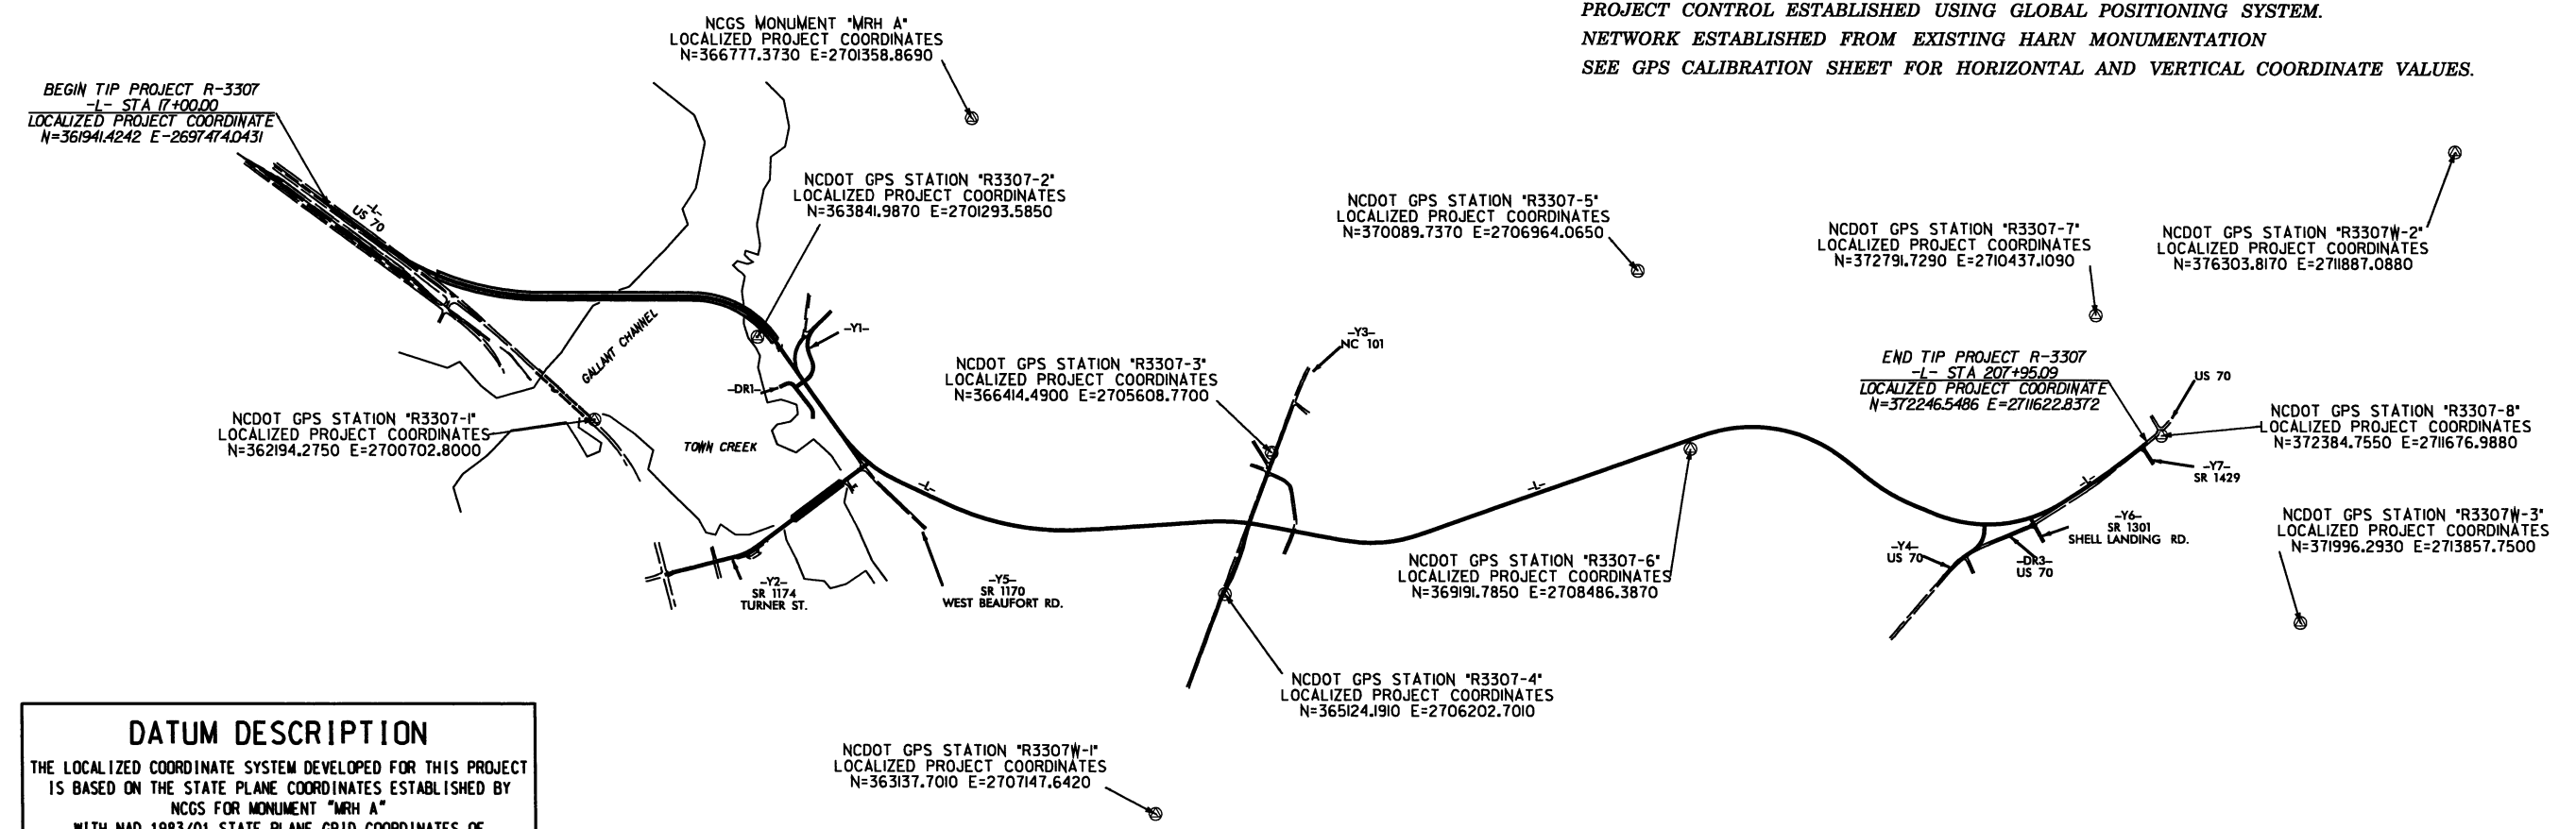 PROJECT CONTROL ESTABLISHED USING GLOBAL POSITIONING SYSTEM.
NETWORK ESTABLISHED FROM EXISTING HARN MONUMENTATION
SEE GPS CALIBRATION SHEET FOR HORIZONTAL AND VERTICAL COORDINATE VALUES.
NCGS MONUMENT "MRH A"
LOCALIZED PROJECT COORDINATES
N=366777.3730 E=2701358.8690
BEGIN TIP PROJECT R-3307
-L- STA 17+00.00
LOCALIZED PROJECT COORDINATE
N=361941.4242 E-2697474.0431
-L-
US 70
NCDOT GPS STATION "R3307-2"
LOCALIZED PROJECT COORDINATES
N=363841.9870 E=2701293.5850
NCDOT GPS STATION "R3307-5"
LOCALIZED PROJECT COORDINATES
N=370089.7370 E=2706964.0650
NCDOT GPS STATION "R3307-7"
LOCALIZED PROJECT COORDINATES
N=372791.7290 E=2710437.1090
NCDOT GPS STATION "R3307W-2"
LOCALIZED PROJECT COORDINATES
N=376303.8170 E=2711887.0880
GALLANT CHANNEL
-Y1-
-DR1-
NCDOT GPS STATION "R3307-3"
LOCALIZED PROJECT COORDINATES
N=366414.4900 E=2705608.7700
-Y3-
NC 101
END TIP PROJECT R-3307
-L- STA 207+95.09
LOCALIZED PROJECT COORDINATE
N=372246.5486 E=2711622.8372
US 70
NCDOT GPS STATION "R3307-1"
LOCALIZED PROJECT COORDINATES
N=362194.2750 E=2700702.8000
TOWN CREEK
NCDOT GPS STATION "R3307-8"
LOCALIZED PROJECT COORDINATES
N=372384.7550 E=2711676.9880
-Y7-
SR 1429
-L-
-L-
-L-
NCDOT GPS STATION "R3307W-3"
LOCALIZED PROJECT COORDINATES
N=371996.2930 E=2713857.7500
-Y6-
SR 1301
SHELL LANDING RD.
-Y4-
US 70
-DR3-
US 70
NCDOT GPS STATION "R3307-6"
LOCALIZED PROJECT COORDINATES
N=369191.7850 E=2708486.3870
-Y2-
SR 1174
TURNER ST.
-Y5-
SR 1170
WEST BEAUFORT RD.
NCDOT GPS STATION "R3307-4"
LOCALIZED PROJECT COORDINATES
N=365124.1910 E=2706202.7010
NCDOT GPS STATION "R3307W-1"
LOCALIZED PROJECT COORDINATES
N=363137.7010 E=2707147.6420
DATUM DESCRIPTION
THE LOCALIZED COORDINATE SYSTEM DEVELOPED FOR THIS PROJECT
IS BASED ON THE STATE PLANE COORDINATES ESTABLISHED BY
NCGS FOR MONUMENT "MRH A"
WITH NAD 1983/01 STATE PLANE GRID COORDINATES OF